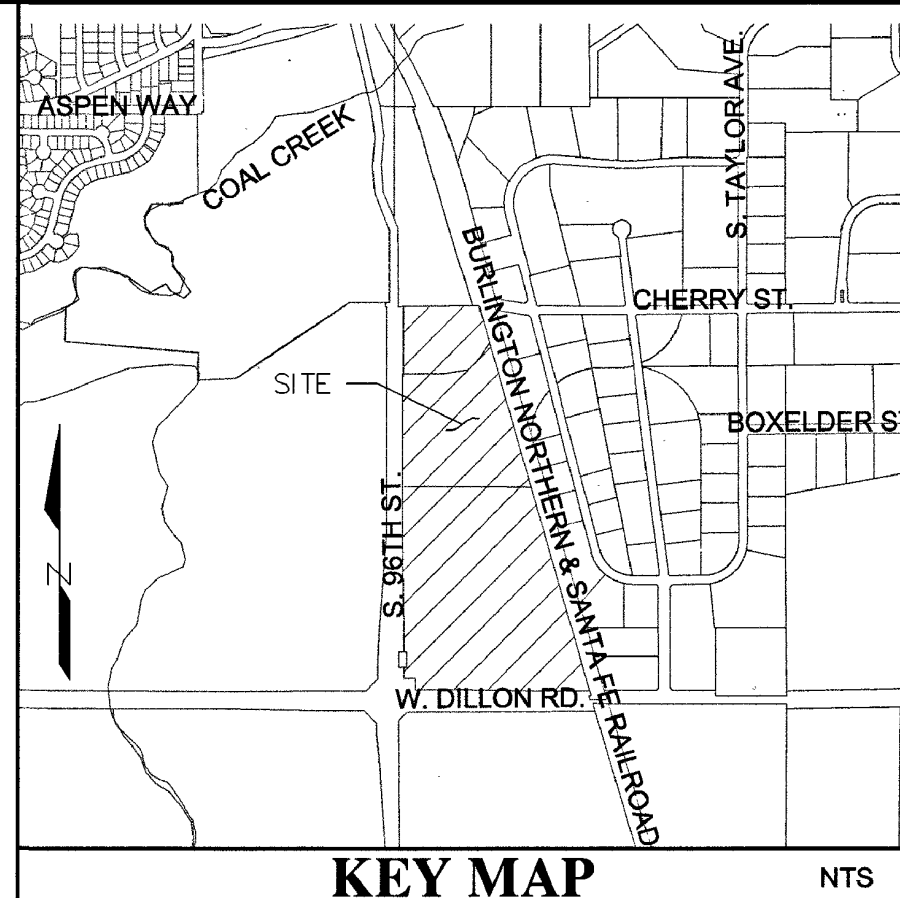 ASPEN WAY
COAL CREEK
S. TAYLOR AVE.
BURLINGTON NORTHERN & SANTA FE RAILROAD
CHERRY ST.
SITE
BOXELDER ST
S. 96TH ST.
N
W. DILLON RD.
KEY MAP
NTS